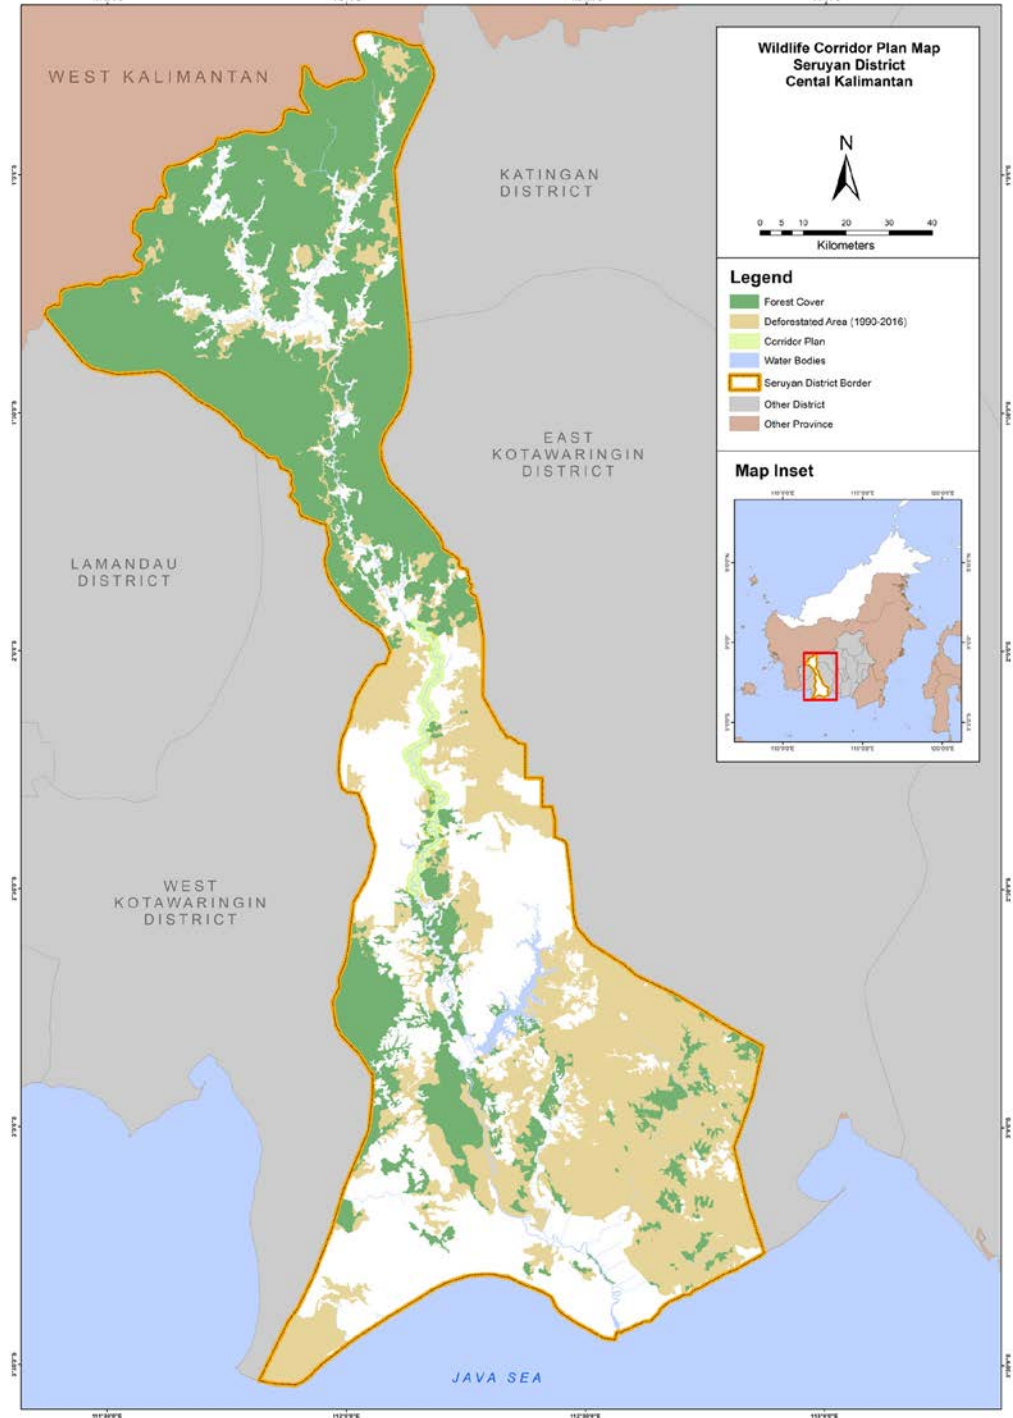 WEST KALIMANTAN
KATINGAN
DISTRICT
EAST
KOTAWARINGIN
DISTRICT
LAMANDAU
DISTRICT
WEST
KOTAWARINGIN
DISTRICT
JAVA SEA
Wildlife Corridor Plan Map
Seruyan District
Cental Kalimantan
N
0 5 10 20 30 40
Kilometers
Legend
Forest Cover
Deforestated Area (1990-2016)
Corridor Plan
Water Bodies
Seruyan District Border
Other District
Other Province
Map Inset